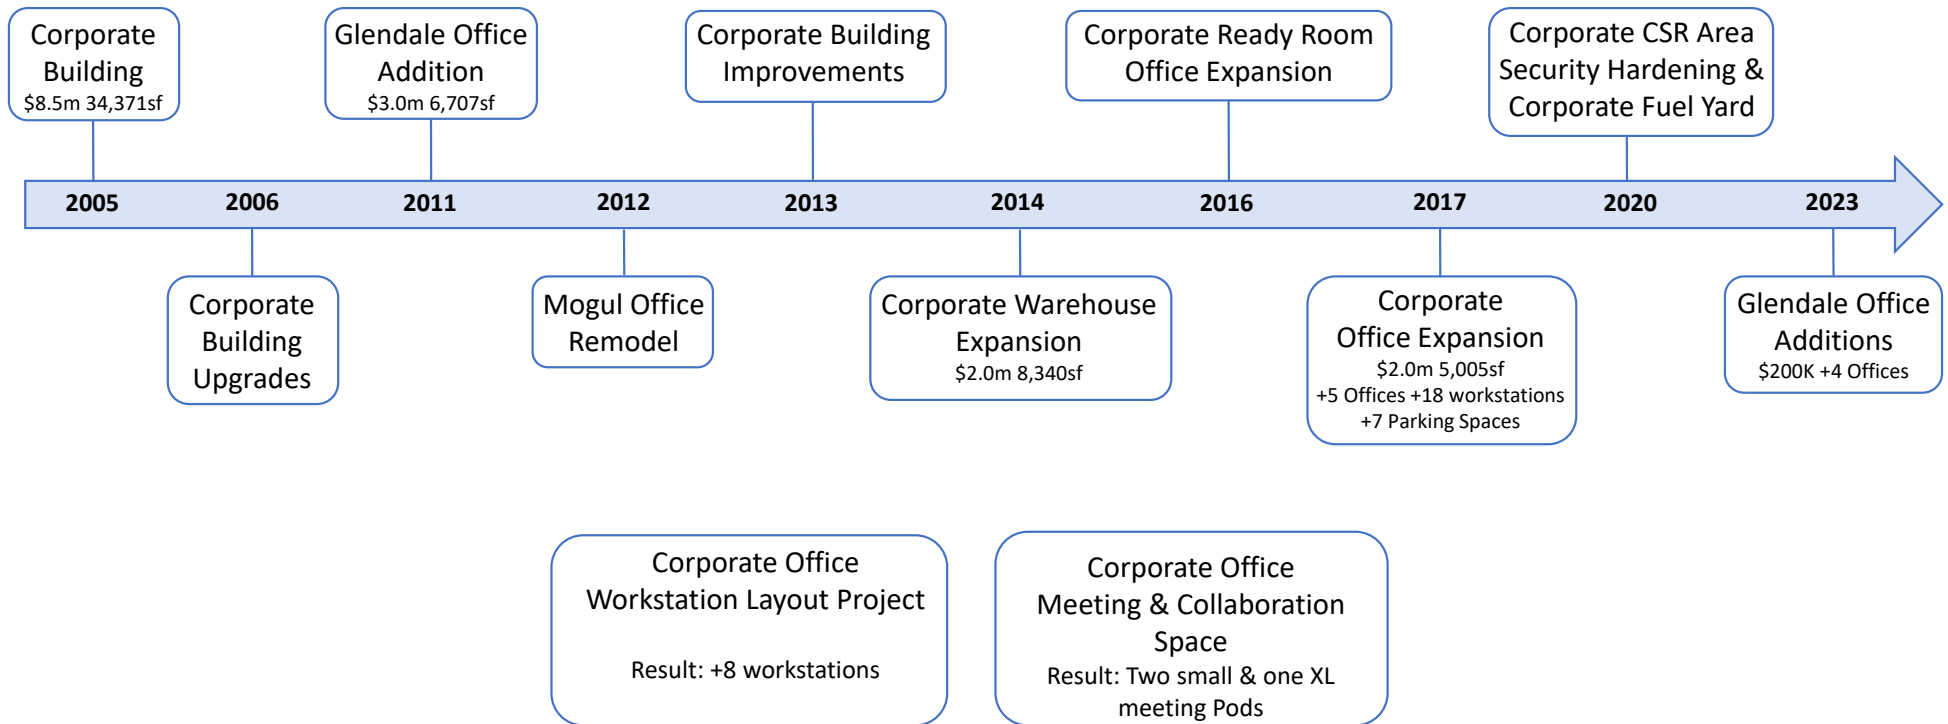 Corporate
Building
$8.5m 34,371sf
Glendale Office
Addition
$3.0m 6,707sf
Corporate Building
Improvements
Corporate Ready Room
Office Expansion
Corporate CSR Area
Security Hardening &
Corporate Fuel Yard
2005 2006 2011 2012 2013 2014 2016 2017 2020 2023
Corporate
Building
Upgrades
Mogul Office
Remodel
Corporate Warehouse
Expansion
$2.0m 8,340sf
Corporate
Office Expansion
$2.0m 5,005sf
+5 Offices +18 workstations
+7 Parking Spaces
Glendale Office
Additions
$200K +4 Offices
Corporate Office
Workstation Layout Project
Result: +8 workstations
Corporate Office
Meeting & Collaboration
Space
Result: Two small & one XL
meeting Pods